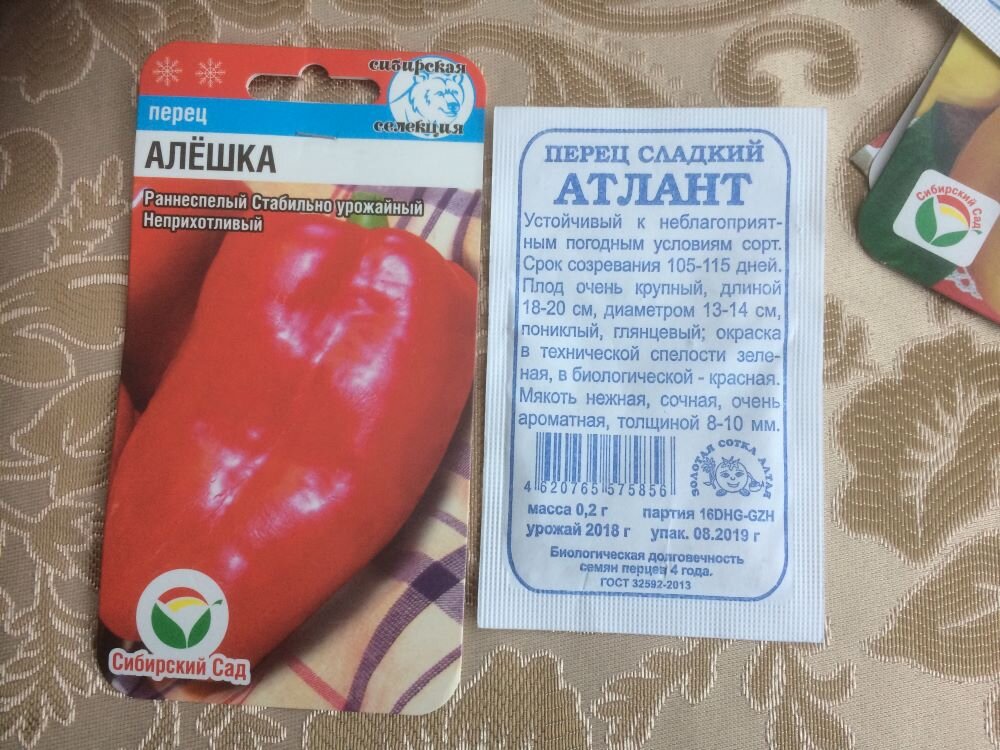 сибирская
селекция
перец
АЛЁШКА
Раннеспелый Стабильно урожайный
Неприхотливый
Сибирский Сад
ПЕРЕЦ СЛАДКИЙ
АТЛАНТ
Устойчивый к неблагоприят-
ным погодным условиям сорт.
Срок созревания 105-115 дней.
Плод очень крупный, длиной
18-20 см, диаметром 13-14 см,
пониклый, глянцевый; окраска
в технической спелости зеле-
ная, в биологической - красная.
Мякоть нежная, сочная, очень
ароматная, толщиной 8-10 мм.
ЗОЛОТАЯ СОТКА АЛТАЯ
4 620765 575856
масса 0,2 г партия 16DHG-GZH
урожай 2018 г упак. 08.2019 г
Биологическая долговечность
семян перцев 4 года.
ГОСТ 32592-2013
Сибирский Сад